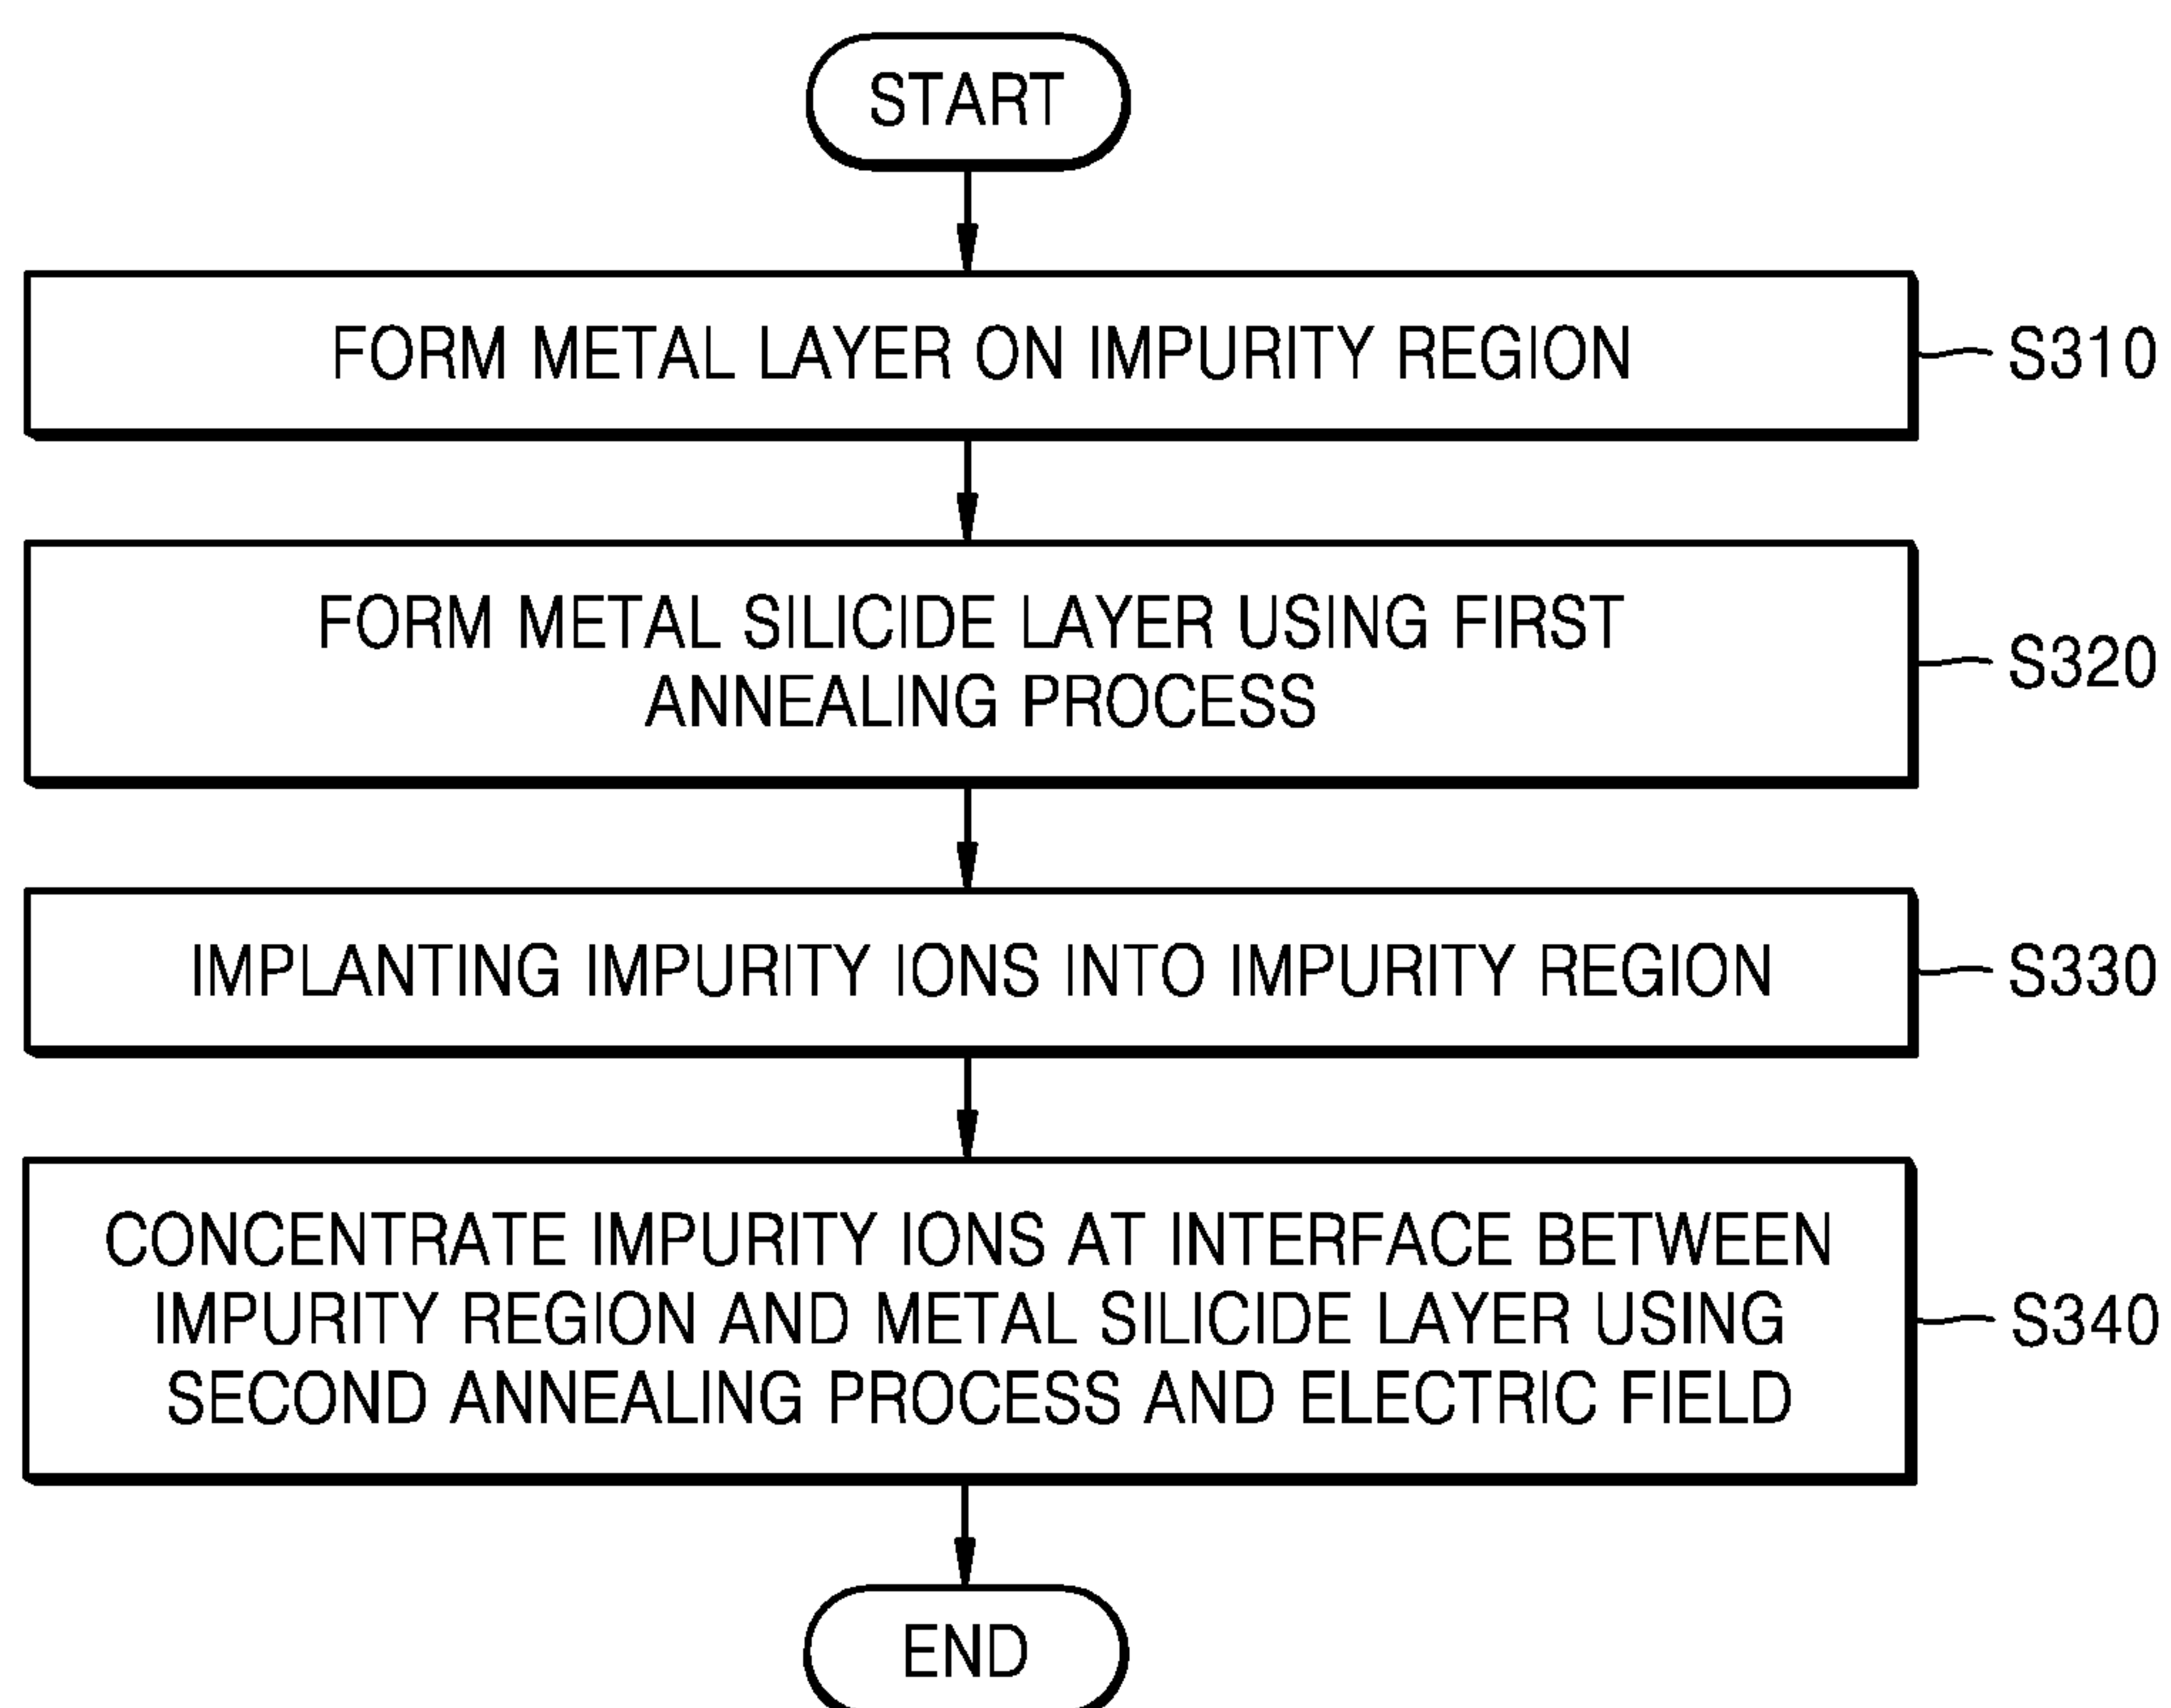 START
FORM METAL LAYER ON IMPURITY REGION
S310
FORM METAL SILICIDE LAYER USING FIRST
ANNEALING PROCESS
S320
IMPLANTING IMPURITY IONS INTO IMPURITY REGION
S330
CONCENTRATE IMPURITY IONS AT INTERFACE BETWEEN
IMPURITY REGION AND METAL SILICIDE LAYER USING
SECOND ANNEALING PROCESS AND ELECTRIC FIELD
S340
END